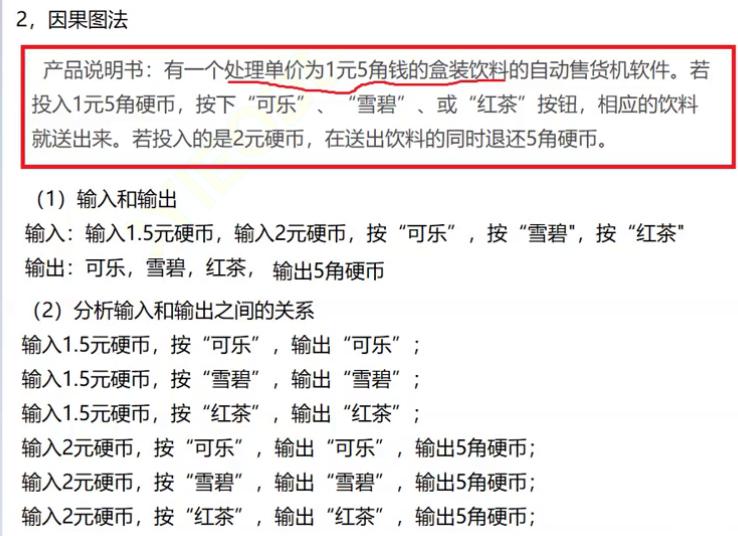 2，因果图法
产品说明书：有一个处理单价为1元5角钱的盒装饮料的自动售货机软件。若
投入1元5角硬币，按下“可乐”、“雪碧”、或“红茶”按钮，相应的饮料
就送出来。若投入的是2元硬币，在送出饮料的同时退还5角硬币。
（1）输入和输出
输入：输入1.5元硬币，输入2元硬币，按“可乐”，按“雪碧"，按“红茶"
输出：可乐，雪碧，红茶， 输出5角硬币
（2）分析输入和输出之间的关系
输入1.5元硬币，按“可乐”，输出“可乐”；
输入1.5元硬币，按“雪碧”，输出“雪碧”；
输入1.5元硬币，按“红茶”，输出“红茶”；
输入2元硬币，按“可乐”，输出“可乐”，输出5角硬币；
输入2元硬币，按“雪碧”，输出“雪碧”，输出5角硬币；
输入2元硬币，按“红茶”，输出“红茶”，输出5角硬币；